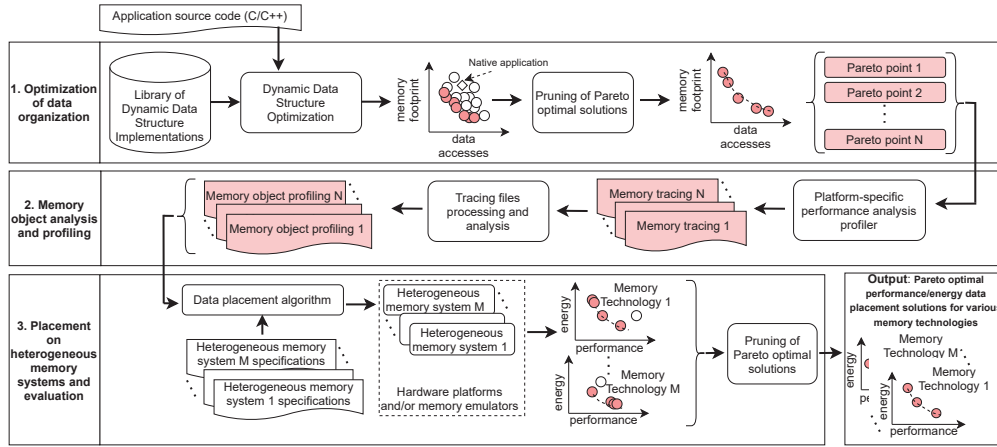 Application source code (C/C++)
1. Optimization
of data
organization
Library of
Dynamic Data
Structure
Implementations
Dynamic Data
Structure
Optimization
memory
footprint
Native application
data
accesses
Pruning of Pareto
optimal solutions
memory
footprint
data
accesses
Pareto point 1
Pareto point 2
Pareto point N
2. Memory
object analysis
and profiling
Memory object profiling N
Memory object profiling 1
Tracing files
processing and
analysis
Memory tracing N
Memory tracing 1
Platform-specific
performance analysis
profiler
3. Placement
on
heterogeneous
memory
systems and
evaluation
Data placement algorithm
Heterogeneous memory
system M specifications
Heterogeneous memory
system 1 specifications
Heterogeneous
memory system M
Heterogeneous
memory system 1
Hardware platforms
and/or memory emulators
energy
Memory
Technology 1
performance
energy
Memory
Technology M
performance
Pruning of
Pareto optimal
solutions
Output: Pareto optimal
performance/energy data
placement solutions for various
memory technologies
Memory
Technology M
energy
Memory
Technology 1
energy
performance